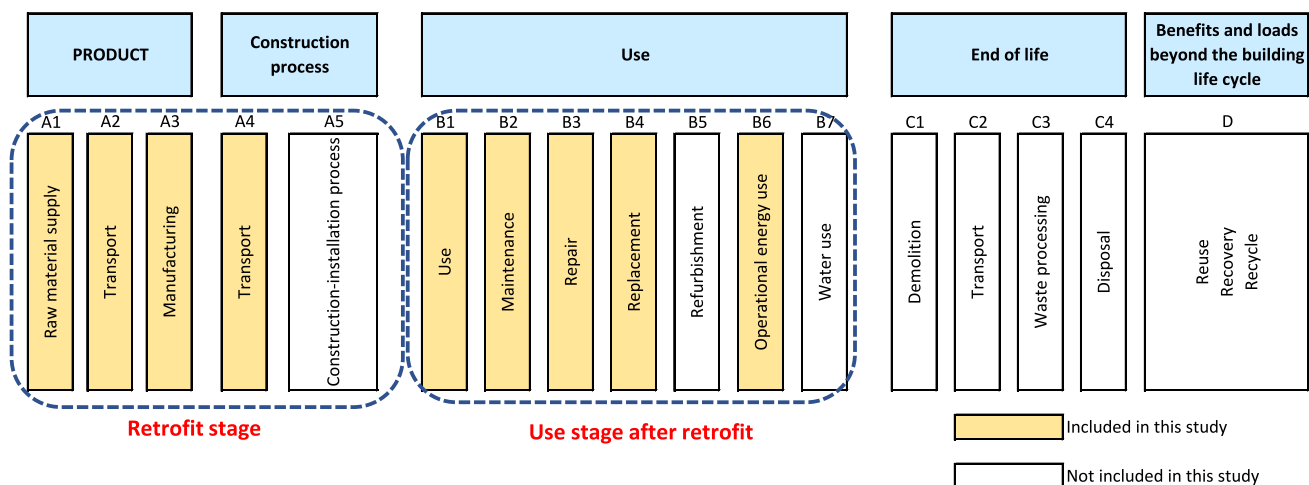 PRODUCT
Construction
process
Use
End of life
Benefits and loads
beyond the building
life cycle
A1
A2
A3
A4
A5
B1
B2
B3
B4
B5
B6
B7
C1
C2
C3
C4
D
Raw material supply
Transport
Manufacturing
Transport
Construction-installation process
Use
Maintenance
Repair
Replacement
Refurbishment
Operational energy use
Water use
Demolition
Transport
Waste processing
Disposal
Reuse
Recovery
Recycle
Retrofit stage
Use stage after retrofit
Included in this study
Not included in this study